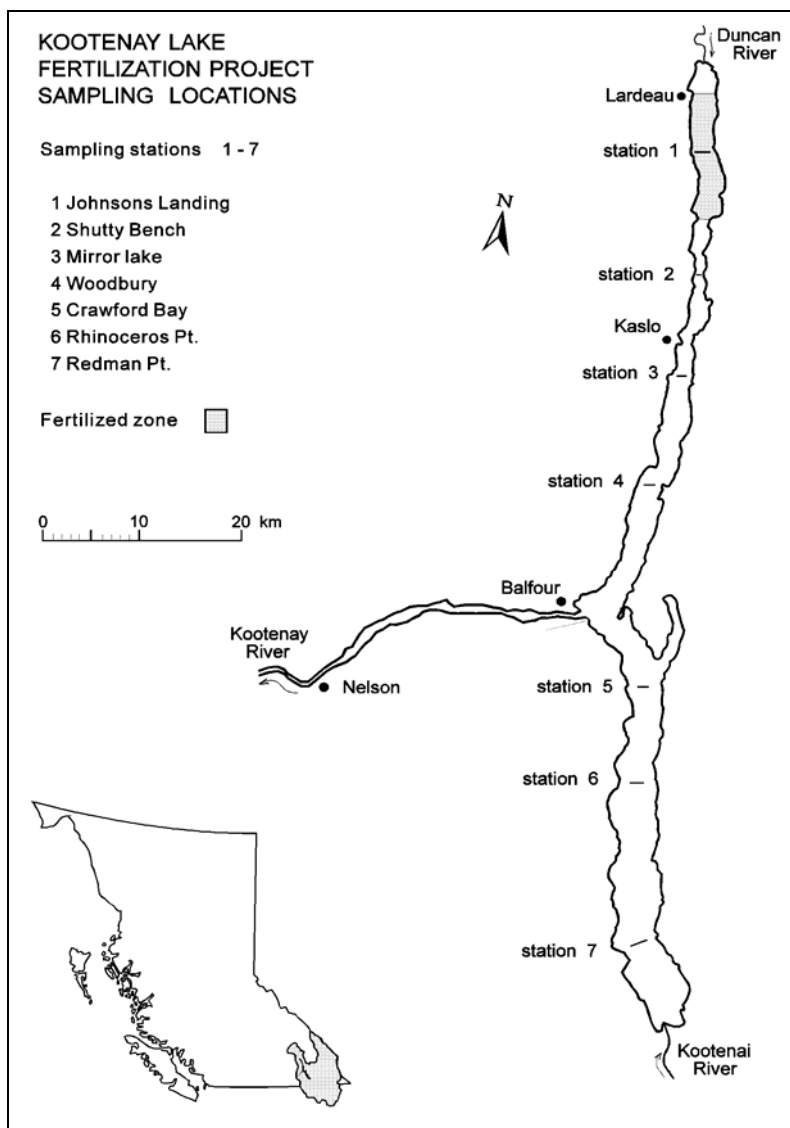 KOOTENAY LAKE
FERTILIZATION PROJECT
SAMPLING LOCATIONS
Sampling stations 1 - 7
1 Johnsons Landing
2 Shutty Bench
3 Mirror lake
4 Woodbury
5 Crawford Bay
6 Rhinoceros Pt.
7 Redman Pt.
Fertilized zone
0 10 20 km
N
Duncan
River
Lardeau
station 1
station 2
Kaslo
station 3
station 4
Balfour
Kootenay
River
Nelson
station 5
station 6
station 7
Kootenai
River